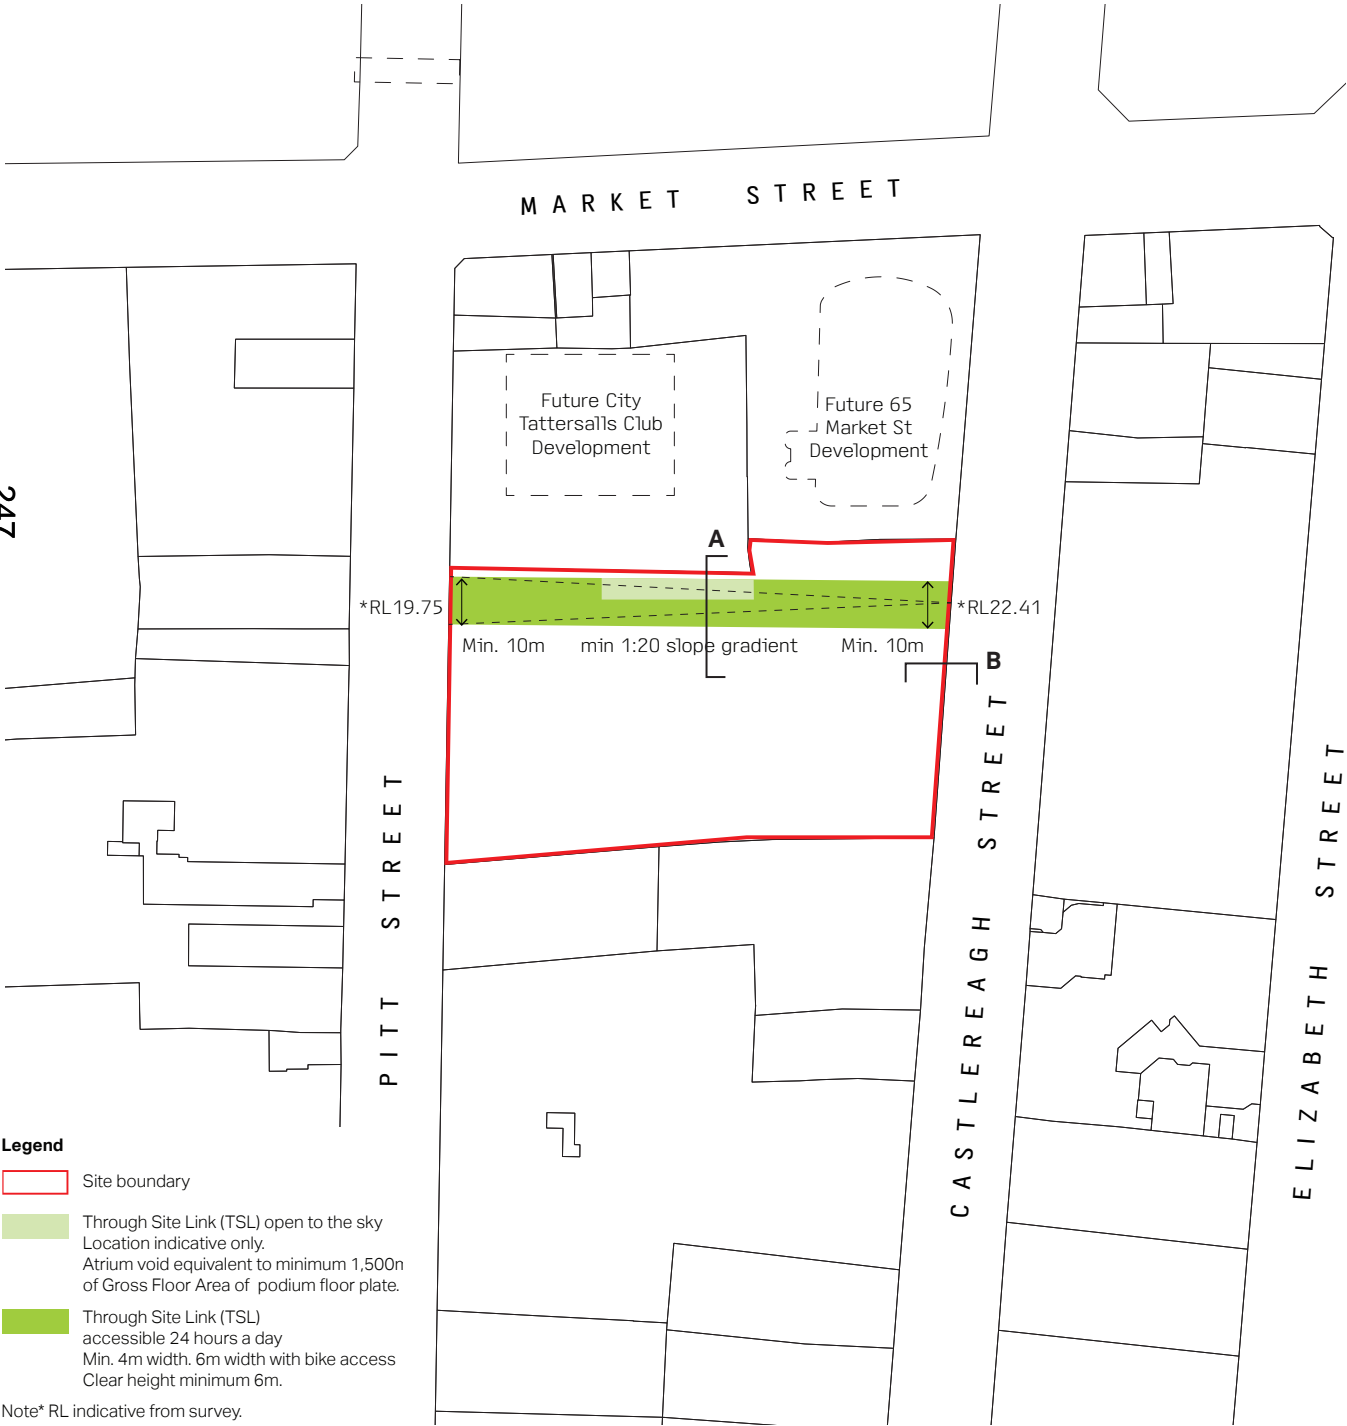 MARKET STREET
Future City
Tattersalls Club
Development
Future 65
Market St
Development
247
A
*RL19.75
*RL22.41
Min. 10m
min 1:20 slope gradient
Min. 10m
B
PITT STREET
CASTLEREAGH STREET
ELIZABETH STREET
Legend
Site boundary
Through Site Link (TSL) open to the sky
Location indicative only.
Atrium void equivalent to minimum 1,500n
of Gross Floor Area of podium floor plate.
Through Site Link (TSL)
accessible 24 hours a day
Min. 4m width. 6m width with bike access
Clear height minimum 6m.
Note* RL indicative from survey.